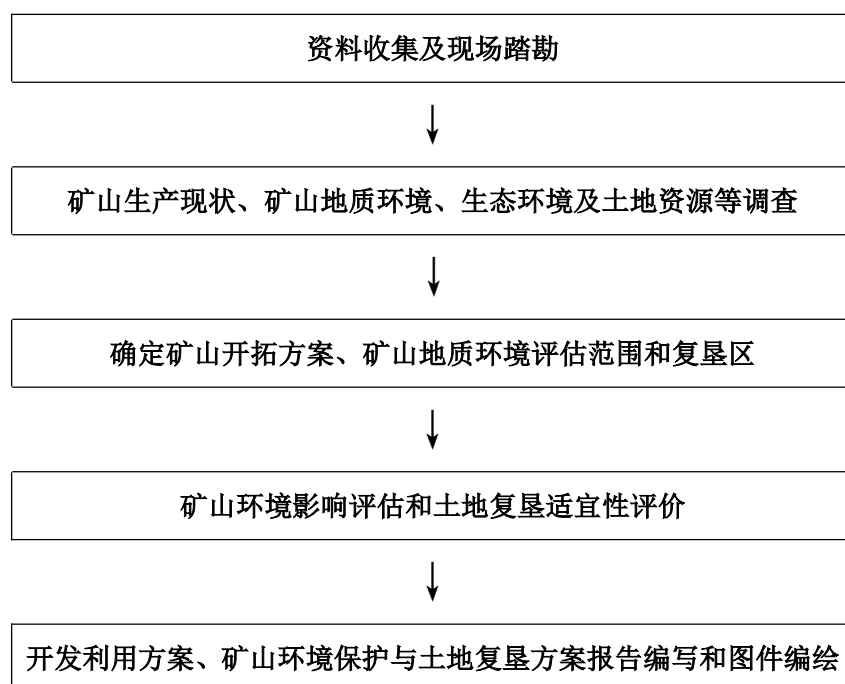 资料收集及现场踏勘
矿山生产现状、矿山地质环境、生态环境及土地资源等调查
确定矿山开拓方案、矿山地质环境评估范围和复垦区
矿山环境影响评估和土地复垦适宜性评价
开发利用方案、矿山环境保护与土地复垦方案报告编写和图件编绘